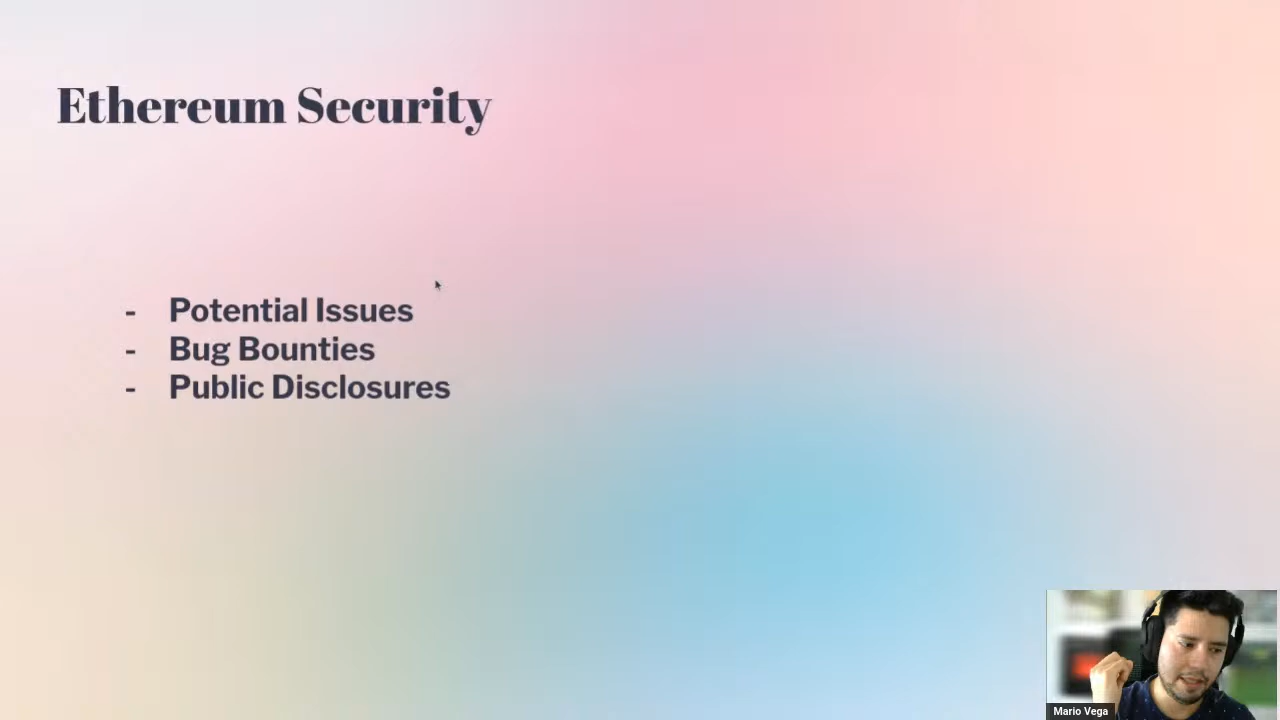 Ethereum Security
- Potential Issues
- Bug Bounties
- Public Disclosures
Mario Vega